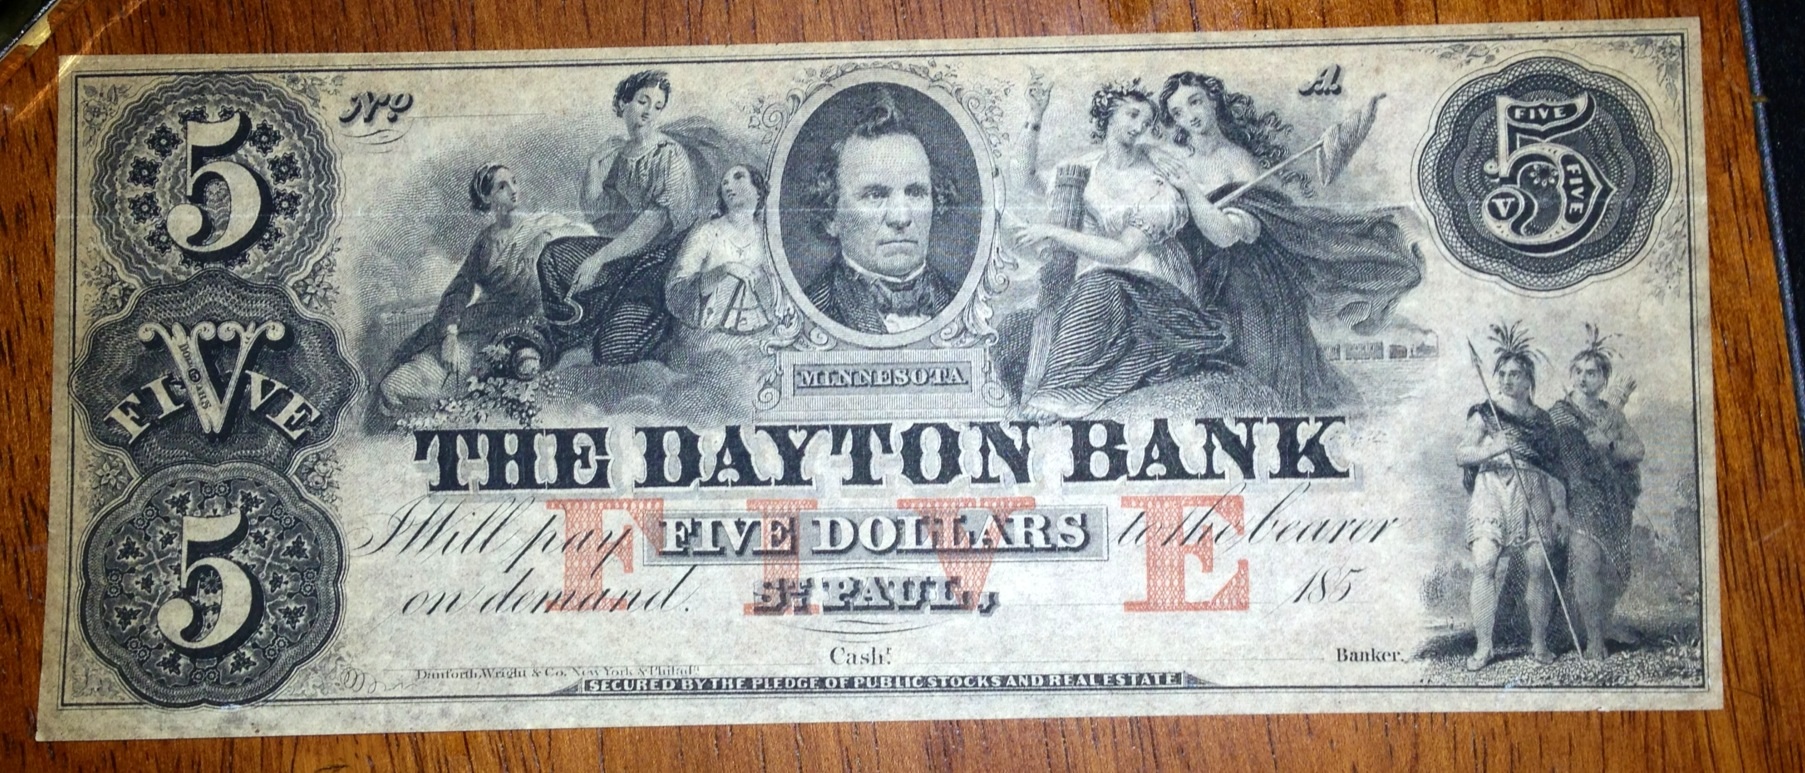 5
No
A
FIVE
5
FIVE
V
MINNESOTA
FIVE
V
THE DAYTON BANK
FIVE
I Will pay FIVE DOLLARS to the bearer
on demand. St PAUL, 185
5
Cashr.
Banker.
Danforth, Wright & Co. New York & Philada
SECURED BY THE PLEDGE OF PUBLIC STOCKS AND REAL ESTATE